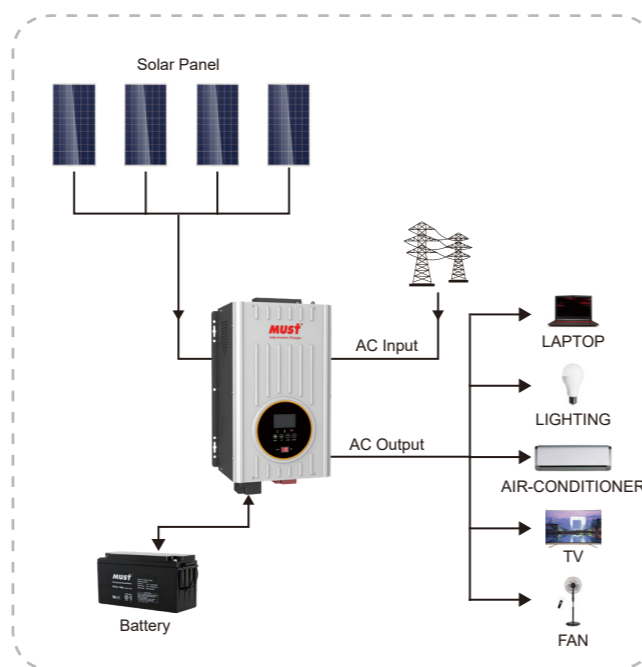 Solar Panel
MUST
AC Input
LAPTOP
LIGHTING
AC Output
AIR-CONDITIONER
TV
MUST
Battery
FAN